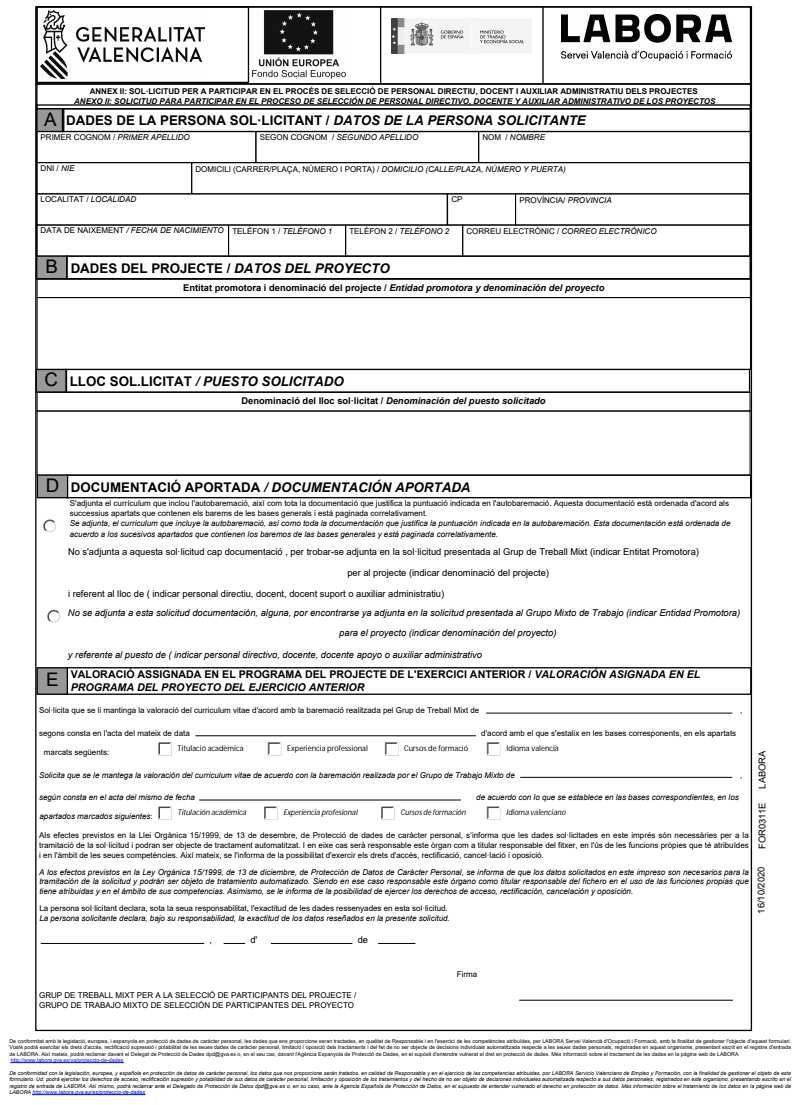 GENERALITAT
VALENCIANA
UNIÓN EUROPEA
Fondo Social Europeo
GOBIERNO
DE ESPAÑA
MINISTERIO
DE TRABAJO
Y ECONOMÍA SOCIAL
LABORA
Servei Valencià d'Ocupació i Formació
ANNEX II: SOL·LICITUD PER A PARTICIPAR EN EL PROCÉS DE SELECCIÓ DE PERSONAL DIRECTIU, DOCENT I AUXILIAR ADMINISTRATIU DELS PROJECTES
ANEXO II: SOLICITUD PARA PARTICIPAR EN EL PROCESO DE SELECCIÓN DE PERSONAL DIRECTIVO, DOCENTE Y AUXILIAR ADMINISTRATIVO DE LOS PROYECTOS
A DADES DE LA PERSONA SOL·LICITANT / DATOS DE LA PERSONA SOLICITANTE
PRIMER COGNOM / PRIMER APELLIDO SEGON COGNOM / SEGUNDO APELLIDO NOM / NOMBRE
DNI / NIE DOMICILI (CARRER/PLAÇA, NÚMERO I PORTA) / DOMICILIO (CALLE/PLAZA, NÚMERO Y PUERTA)
LOCALITAT / LOCALIDAD CP PROVÍNCIA/ PROVINCIA
DATA DE NAIXEMENT / FECHA DE NACIMIENTO TELÈFON 1 / TELÉFONO 1 TELÈFON 2 / TELÉFONO 2 CORREU ELECTRÒNIC / CORREO ELECTRÓNICO
B DADES DEL PROJECTE / DATOS DEL PROYECTO
Entitat promotora i denominació del projecte / Entidad promotora y denominación del proyecto
C LLOC SOL.LICITAT / PUESTO SOLICITADO
Denominació del lloc sol·licitat / Denominación del puesto solicitado
D DOCUMENTACIÓ APORTADA / DOCUMENTACIÓN APORTADA
S'adjunta el currículum que inclou l'autobaremació, així com tota la documentació que justifica la puntuació indicada en l'autobaremació. Aquesta documentació está ordenada d'acord als
successius apartats que contenen els barems de les bases generals i está paginada correlativament.
Se adjunta, el curriculum que incluye la autobaremación, así como toda la documentación que justifica la puntuación indicada en la autobaremación. Esta documentación está ordenada de
acuerdo a los sucesivos apartados que contienen los baremos de las bases generales y está paginada correlativamente.
No s'adjunta a aquesta sol·licitud cap documentació , per trobar-se adjunta en la sol·licitud presentada al Grup de Treball Mixt (indicar Entitat Promotora)
per al projecte (indicar denominació del projecte)
i referent al lloc de ( indicar personal directiu, docent, docent suport o auxiliar administratiu)
No se adjunta a esta solicitud documentación, alguna, por encontrarse ya adjunta en la solicitud presentada al Grupo Mixto de Trabajo (indicar Entidad Promotora)
para el proyecto (indicar denominación del proyecto)
y referente al puesto de ( indicar personal directivo, docente, docente apoyo o auxiliar administrativo
E VALORACIÓ ASSIGNADA EN EL PROGRAMA DEL PROJECTE DE L'EXERCICI ANTERIOR / VALORACIÓN ASIGNADA EN EL
PROGRAMA DEL PROYECTO DEL EJERCICIO ANTERIOR
Sol·licita que se li mantinga la valoració del curriculum vitae d'acord amb la baremació realitzada pel Grup de Treball Mixt de ,
segons consta en l'acta del mateix de data d'acord amb el que s'estalix en les bases corresponents, en els apartats
marcats següents: Titulació acadèmica Experiència professional Cursos de formació Idioma valencià
Solicita que se le mantega la valoración del curriculum vitae de acuerdo con la baremación realizada por el Grupo de Trabajo Mixto de ,
según consta en el acta del mismo de fecha de acuerdo con lo que se establece en las bases correspondientes, en los
apartados marcados siguientes: Titulación académica Experiencia profesional Cursos de formación Idioma valenciano
Als efectes previstos en la Llei Orgànica 15/1999, de 13 de desembre, de Protecció de dades de caràcter personal, s'informa que les dades sol·licitades en este imprés són necessàries per a la
tramitació de la sol·licitud i podran ser objecte de tractament automatitzat. I en eixe cas serà responsable este òrgan com a titular responsable del fitxer, en l'ús de les funcions pròpies que té atribuïdes
i en l'àmbit de les seues competències. Així mateix, se l'informa de la possibilitat d'exercir els drets d'accés, rectificació, cancel·lació i oposició.
A los efectos previstos en la Ley Orgánica 15/1999, de 13 de diciembre, de Protección de Datos de Carácter Personal, se informa de que los datos solicitados en este impreso son necesarios para la
tramitación de la solicitud y podrán ser objeto de tratamiento automatizado. Siendo en ese caso responsable este órgano como titular responsable del fichero en el uso de las funciones propias que
tiene atribuidas y en el ámbito de sus competencias. Asimismo, se le informa de la posibilidad de ejercer los derechos de acceso, rectificación, cancelación y oposición.
La persona sol·licitant declara, sota la seua responsabilitat, l'exactitud de les dades ressenyades en esta sol·licitud.
La persona solicitante declara, bajo su responsabilidad, la exactitud de los datos reseñados en la presente solicitud.
, d' de
Firma
GRUP DE TREBALL MIXT PER A LA SELECCIÓ DE PARTICIPANTS DEL PROJECTE /
GRUPO DE TRABAJO MIXTO DE SELECCIÓN DE PARTICIPANTES DEL PROYECTO
16/10/2020 FOR0311E LABORA